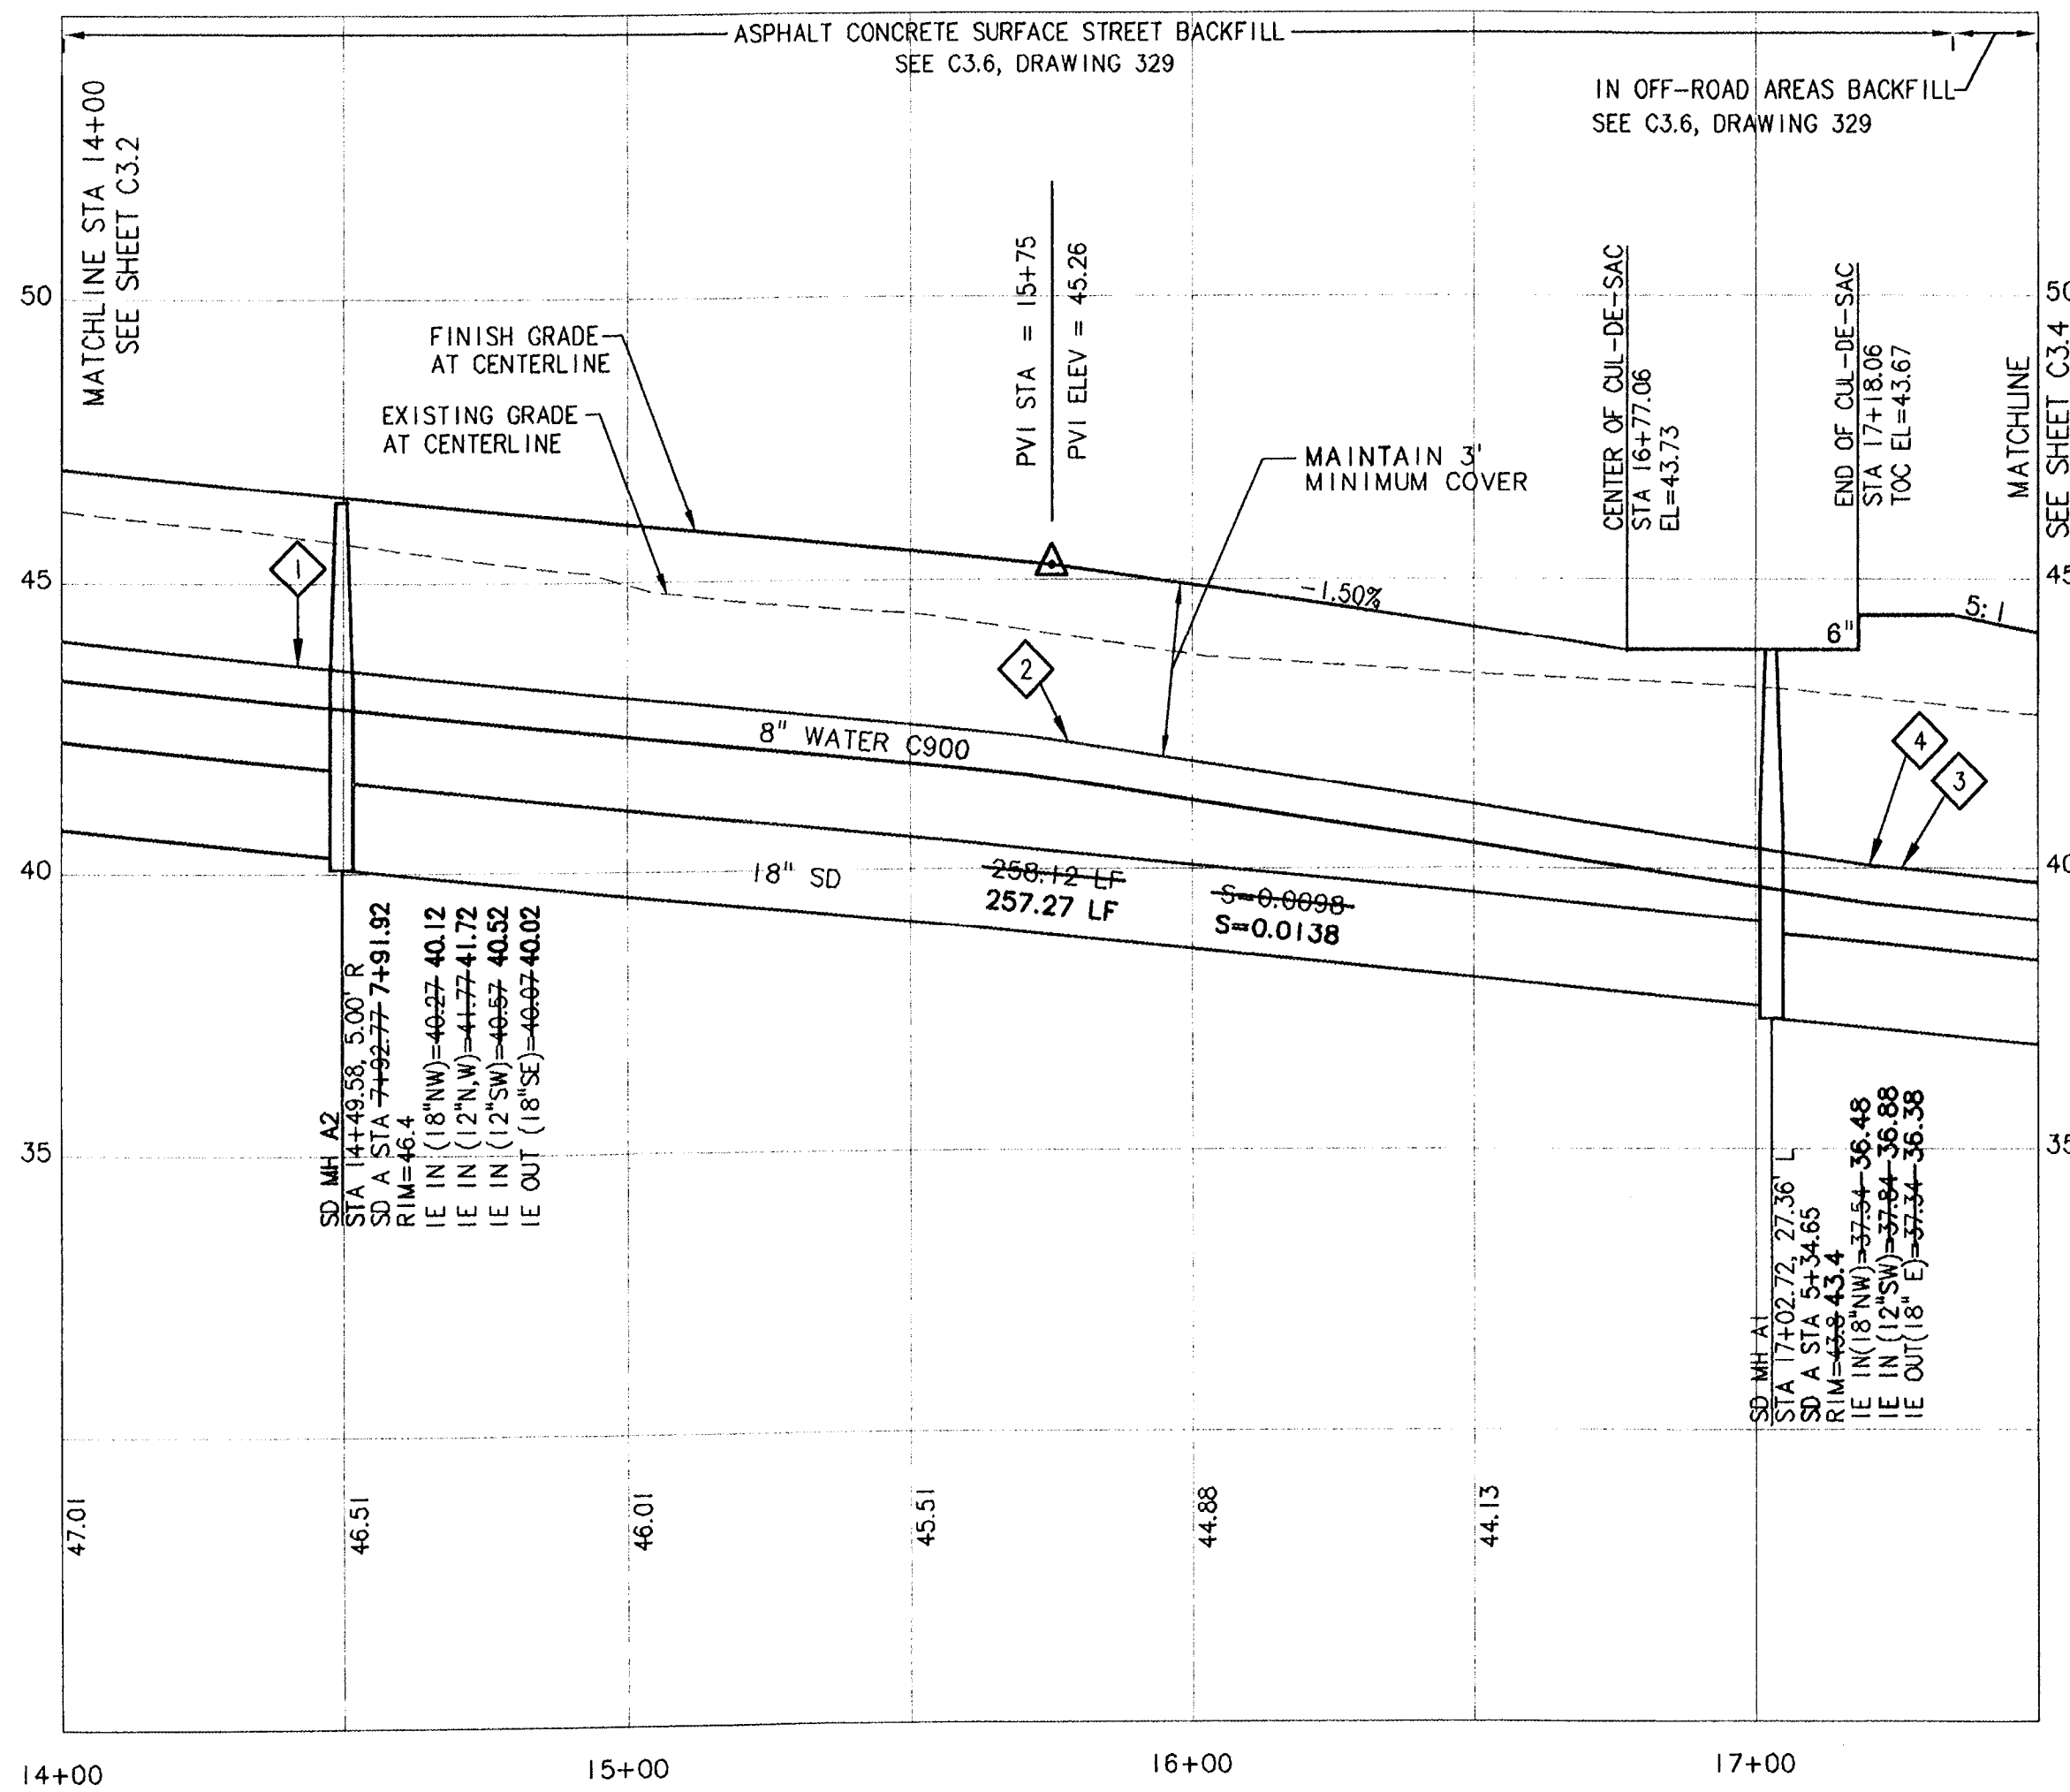 ASPHALT CONCRETE SURFACE STREET BACKFILL
SEE C3.6, DRAWING 329
IN OFF-ROAD AREAS BACKFILL
SEE C3.6, DRAWING 329
MATCHLINE STA 14+00
SEE SHEET C3.2
FINISH GRADE
AT CENTERLINE
EXISTING GRADE
AT CENTERLINE
PVI STA = 15+75
PVI ELEV = 45.26
MAINTAIN 3'
MINIMUM COVER
CENTER OF CUL-DE-SAC
STA 16+77.06
EL=43.73
END OF CUL-DE-SAC
STA 17+18.06
TOC EL=43.67
MATCHLINE
SEE SHEET C3.4
50
50
45
45
40
40
35
35
-1.50%
6"
5:1
1
2
4
3
8" WATER C900
18" SD
258.12 LF
257.27 LF
S=0.0098
S=0.0138
SD MH A2
STA 14+49.58, 5.00' R
SD A STA 7+92.77 7+91.92
RIM=46.4
IE IN (18"NW)=40.27 40.12
IE IN (12"N,W)=41.77 41.72
IE IN (12"SW)=40.57 40.52
IE OUT (18"SE)=40.07 40.02
SD MH A1
STA 17+02.72, 27.36' L
SD A STA 5+34.65
RIM=43.8 43.4
IE IN(18"NW)=37.54 36.48
IE IN (12"SW)=37.84 36.88
IE OUT(18" E)=37.34 36.38
47.01
46.51
46.01
45.51
44.88
44.13
14+00
15+00
16+00
17+00